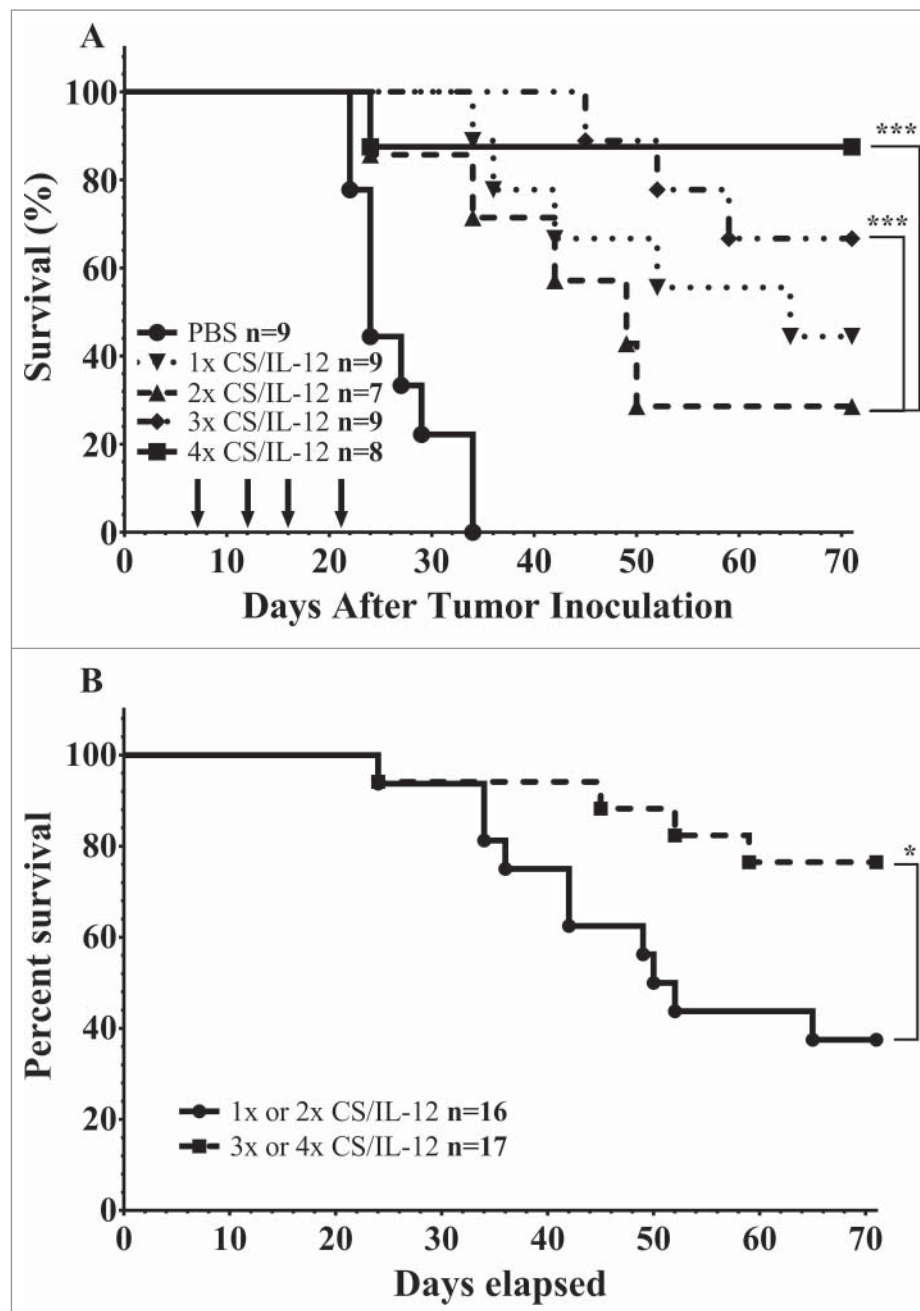 A
Survival (%)
100
80
60
40
20
0
***
***
PBS n=9
1x CS/IL-12 n=9
2x CS/IL-12 n=7
3x CS/IL-12 n=9
4x CS/IL-12 n=8
0 10 20 30 40 50 60 70
Days After Tumor Inoculation
B
Percent survival
100
80
60
40
20
0
*
1x or 2x CS/IL-12 n=16
3x or 4x CS/IL-12 n=17
0 10 20 30 40 50 60 70
Days elapsed